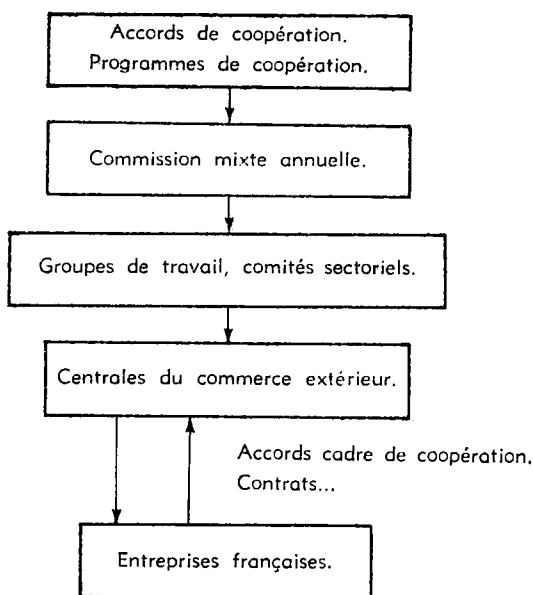 Accords de coopération.
Programmes de coopération.
Commission mixte annuelle.
Groupes de travail, comités sectoriels.
Centrales du commerce extérieur.
Accords cadre de coopération.
Contrats...
Entreprises françaises.